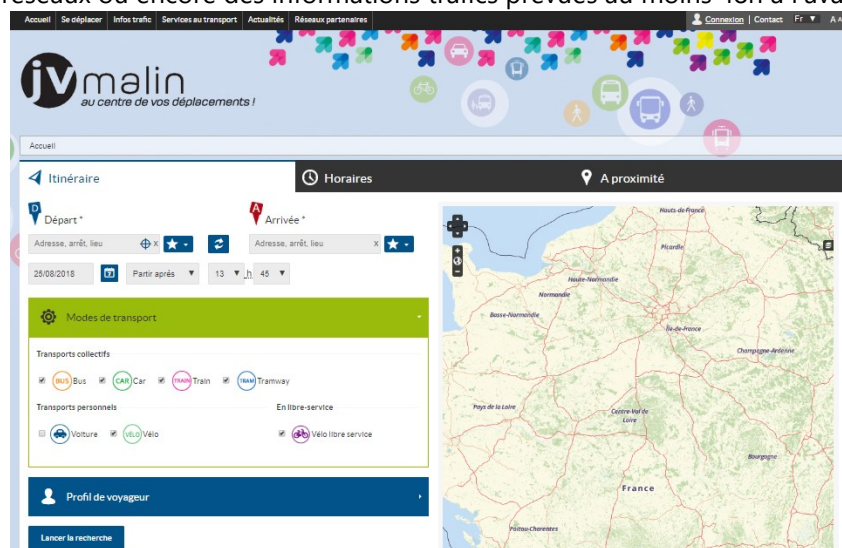 réseaux ou encore des informations trafics prévues au moins 48h à l'ava
Accueil Se déplacer Infos trafic Services au transport Actualités Réseaux partenaires Connexion | Contact Fr ▼ A A
jvmalin
au centre de vos déplacements !
Accueil
Itinéraire Horaires A proximité
D Départ * A Arrivée *
Adresse, arrêt, lieu x Adresse, arrêt, lieu x
25/08/2018 7 Partir après ▼ 13 ▼ h 45 ▼
Modes de transport
Transports collectifs
BUS Bus CAR Car TRAIN Train TRAM Tramway
Transports personnels En libre-service
Voiture VÉLO Vélo Vélo libre service
Profil de voyageur
Lancer la recherche
Hauts-de-France
Picardie
Haute-Normandie
Normandie
Basse-Normandie
Île-de-France
Champagne-Ardenne
Pays de la Loire
Centre-Val de
Loire
Bourgogne
France
Poitou-Charentes